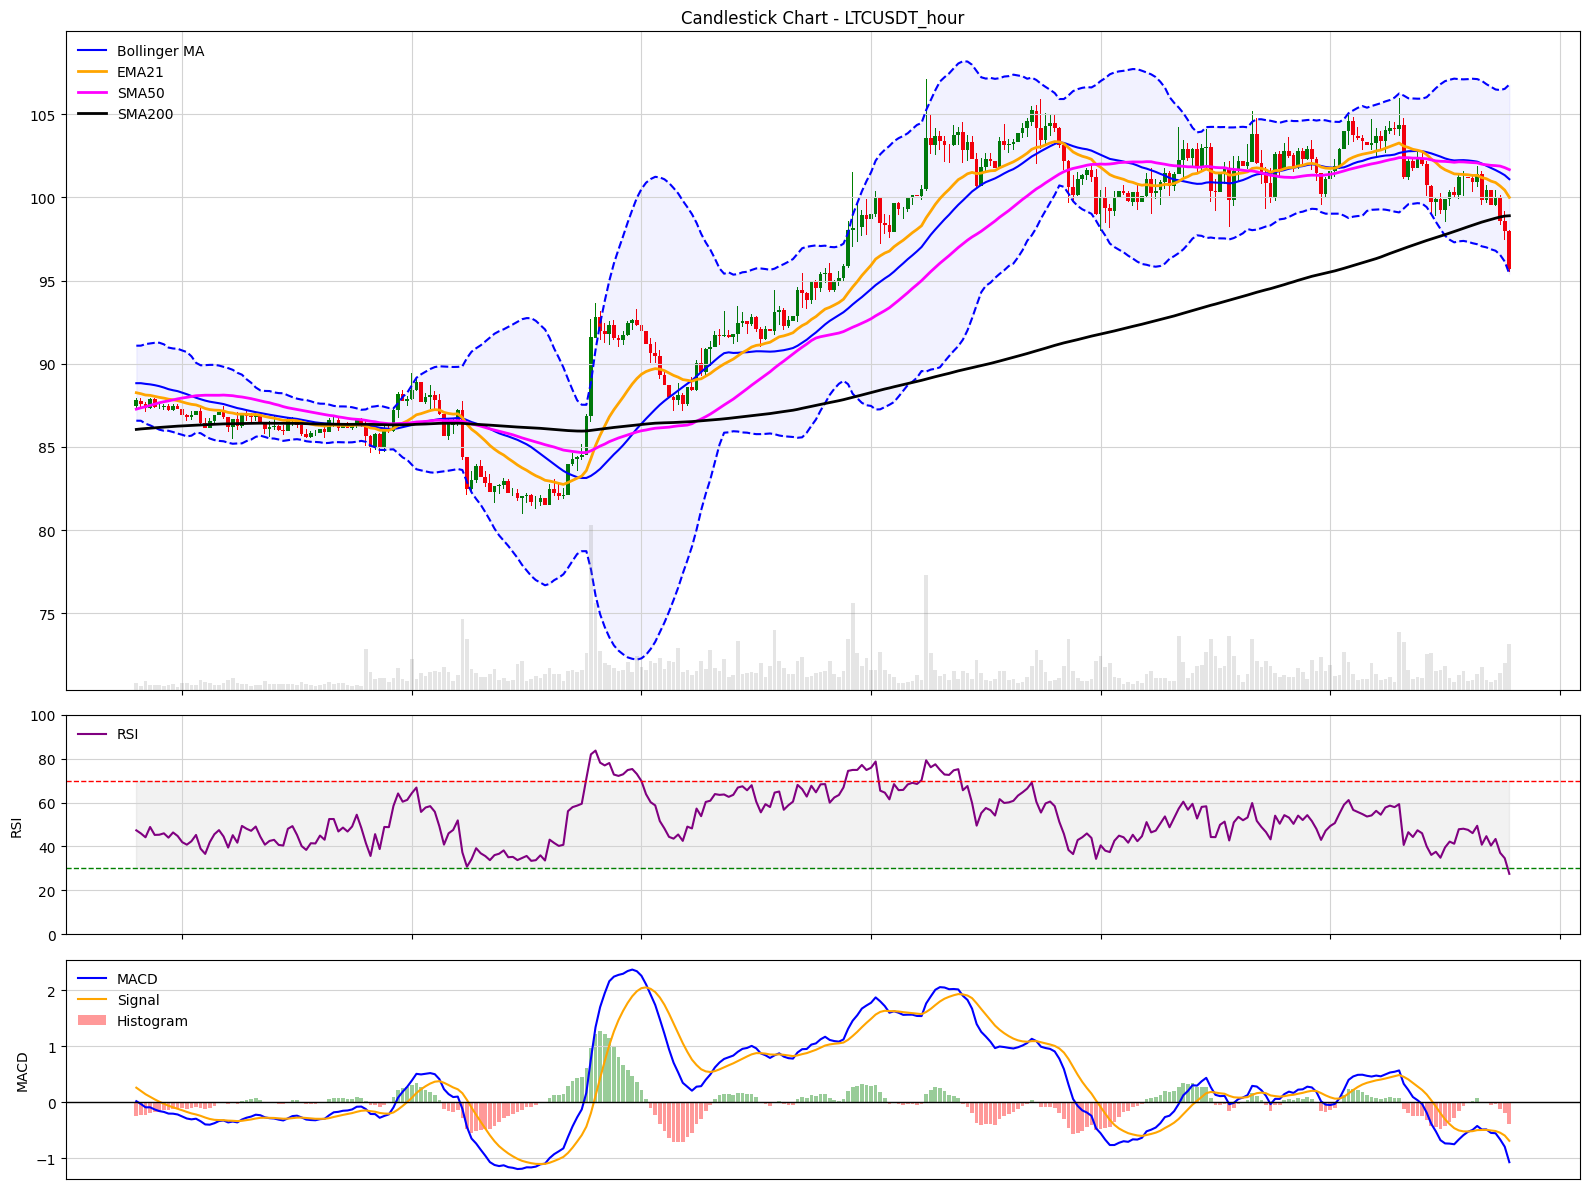 Candlestick Chart - LTCUSDT_hour
Bollinger MA
EMA21
SMA50
SMA200
105
100
95
90
85
80
75
RSI
100
80
60
40
20
0
RSI
MACD
Signal
Histogram
2
1
0
−1
MACD